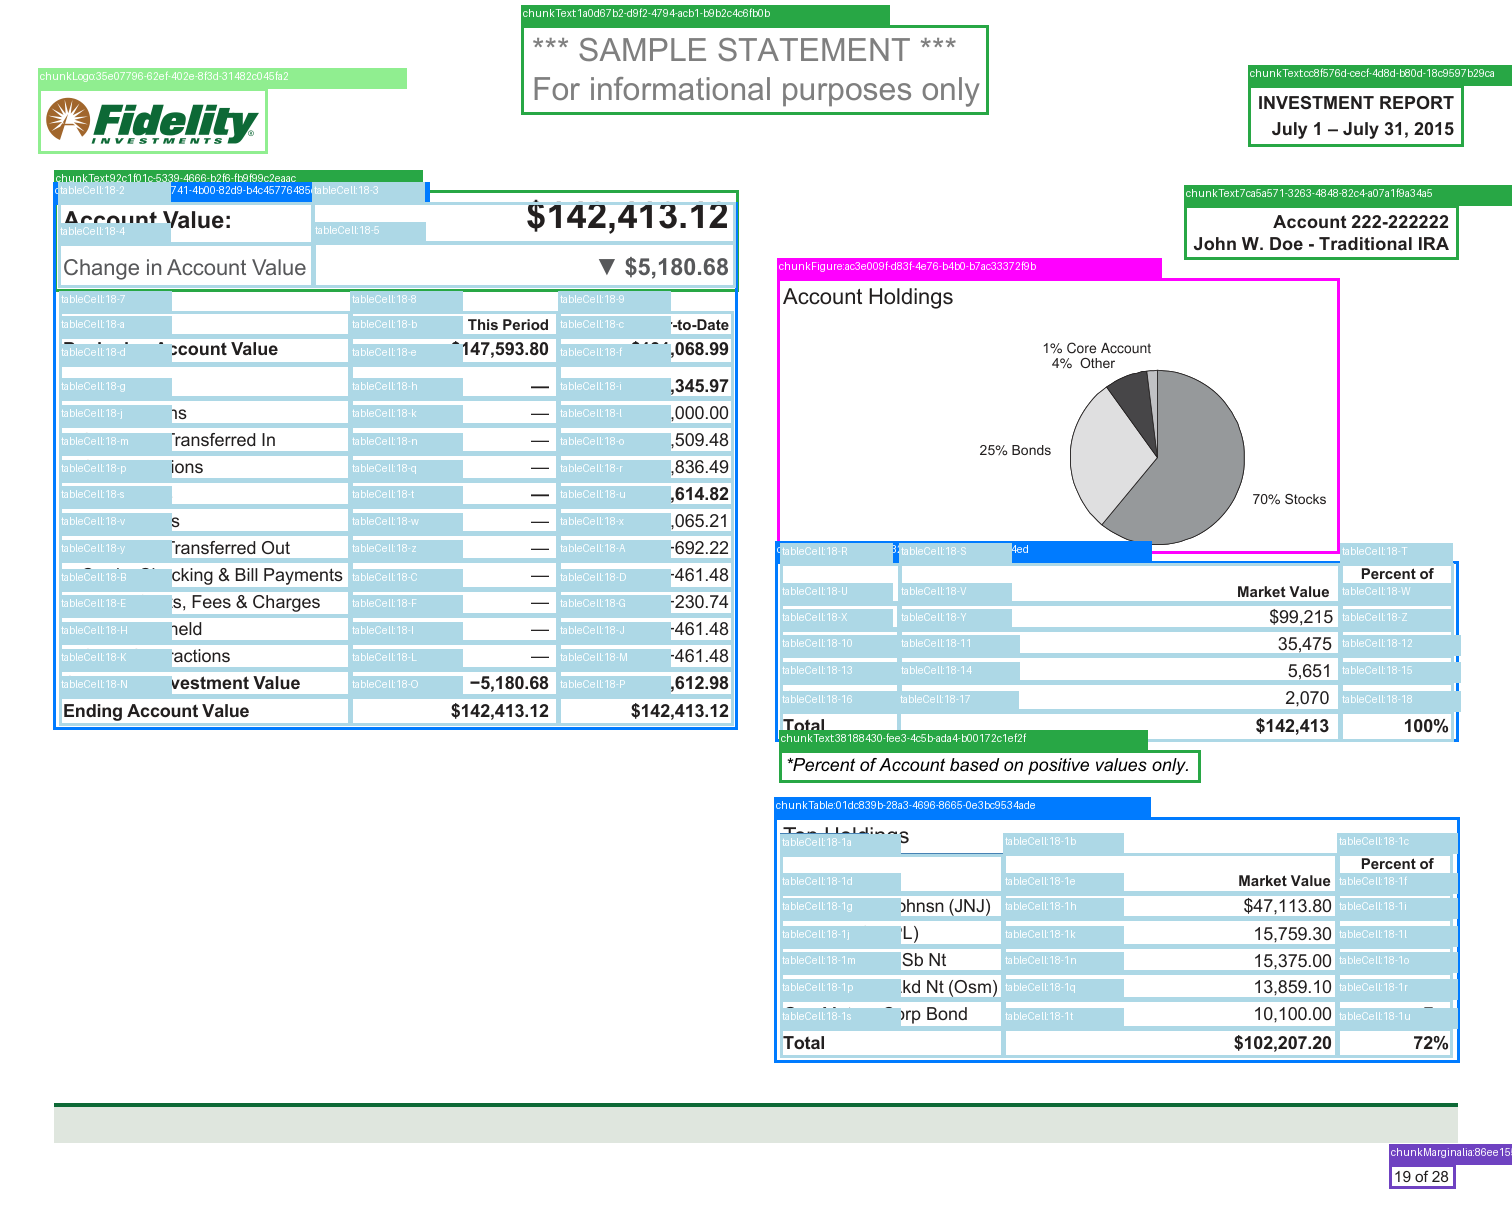 chunkText:1a0d67b2-d9f2-4794-acb1-b9b2c4c6fb0b
*** SAMPLE STATEMENT ***
For informational purposes only
chunkLogo:35e07796-62ef-402e-8f3d-31482c045fa2
Fidelity
INVESTMENTS
chunkText:cc8f576d-cecf-4d8d-b80d-18c9597b29ca
INVESTMENT REPORT
July 1 – July 31, 2015
chunkText:7ca5a571-3263-4848-82c4-a07a1f9a34a5
Account 222-222222
John W. Doe - Traditional IRA
chunkText:92c1f01c-5339-4666-b2f6-fb9f99c2eaac
tableCell:18-2 tableCell:18-3
Account Value: $142,413.12
tableCell:18-4 tableCell:18-5
Change in Account Value ▼ $5,180.68
tableCell:18-7 tableCell:18-8 tableCell:18-9
tableCell:18-a tableCell:18-b This Period tableCell:18-c -to-Date
Account Value $147,593.80 ,068.99
tableCell:18-d tableCell:18-e tableCell:18-f
tableCell:18-g tableCell:18-h — tableCell:18-i ,345.97
tableCell:18-j ns tableCell:18-k — tableCell:18-l ,000.00
tableCell:18-m Transferred In tableCell:18-n — tableCell:18-o ,509.48
tableCell:18-p ions tableCell:18-q — tableCell:18-r ,836.49
tableCell:18-s tableCell:18-t — tableCell:18-u ,614.82
tableCell:18-v s tableCell:18-w — tableCell:18-x ,065.21
tableCell:18-y Transferred Out tableCell:18-z — tableCell:18-A −692.22
tableCell:18-B cking & Bill Payments tableCell:18-C — tableCell:18-D −461.48
tableCell:18-E s, Fees & Charges tableCell:18-F — tableCell:18-G −230.74
tableCell:18-H held tableCell:18-I — tableCell:18-J −461.48
tableCell:18-K actions tableCell:18-L — tableCell:18-M −461.48
tableCell:18-N vestment Value tableCell:18-O −5,180.68 tableCell:18-P ,612.98
Ending Account Value $142,413.12 $142,413.12
chunkFigure:ac3e009f-d83f-4e76-b4b0-b7ac33372f9b
Account Holdings
1% Core Account
4% Other
25% Bonds
70% Stocks
tableCell:18-R tableCell:18-S 4ed tableCell:18-T
Percent of
tableCell:18-U tableCell:18-V Market Value tableCell:18-W
tableCell:18-X tableCell:18-Y $99,215 tableCell:18-Z
tableCell:18-10 tableCell:18-11 35,475 tableCell:18-12
tableCell:18-13 tableCell:18-14 5,651 tableCell:18-15
tableCell:18-16 tableCell:18-17 2,070 tableCell:18-18
Total $142,413 100%
chunkText:38188430-fee3-4c5b-ada4-b00172c1ef2f
*Percent of Account based on positive values only.
chunkTable:01dc839b-28a3-4696-8665-0e3bc9534ade
Top Holdings
tableCell:18-1a tableCell:18-1b tableCell:18-1c
Percent of
tableCell:18-1d tableCell:18-1e Market Value tableCell:18-1f
tableCell:18-1g ohnsn (JNJ) tableCell:18-1h $47,113.80 tableCell:18-1i
tableCell:18-1j PL) tableCell:18-1k 15,759.30 tableCell:18-1l
tableCell:18-1m Sb Nt tableCell:18-1n 15,375.00 tableCell:18-1o
tableCell:18-1p kd Nt (Osm) tableCell:18-1q 13,859.10 tableCell:18-1r
tableCell:18-1s orp Bond tableCell:18-1t 10,100.00 tableCell:18-1u
Total $102,207.20 72%
chunkMarginalia:86ee15
19 of 28